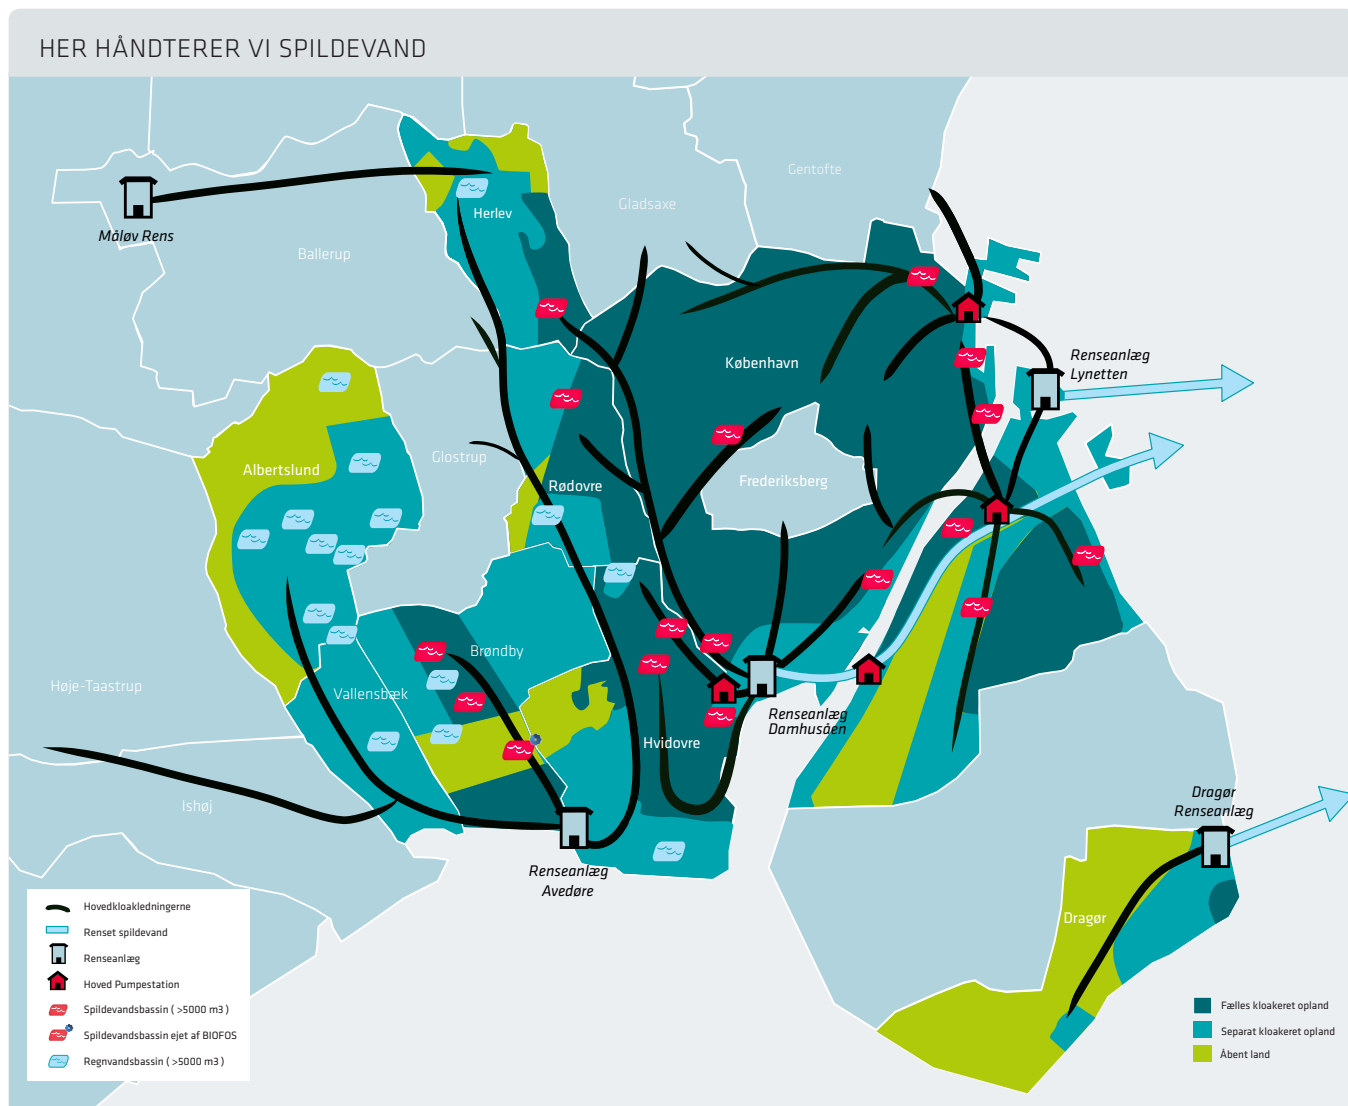 HER HÅNDTERER VI SPILDEVAND
Gentofte
Gladsaxe
Herlev
Måløv Rens
Ballerup
København
Renseanlæg
Lynetten
Albertslund
Glostrup
Frederiksberg
Rødovre
Brøndby
Høje-Taastrup
Vallensbæk
Renseanlæg
Damhusåen
Hvidovre
Ishøj
Dragør
Renseanlæg
Renseanlæg
Avedøre
Dragør
Hovedkloakledningerne
Renset spildevand
Renseanlæg
Hoved Pumpestation
Spildevandsbassin ( >5000 m3 )
Spildevandsbassin ejet af BIOFOS
Regnvandsbassin ( >5000 m3 )
Fælles kloakeret opland
Separat kloakeret opland
Åbent land